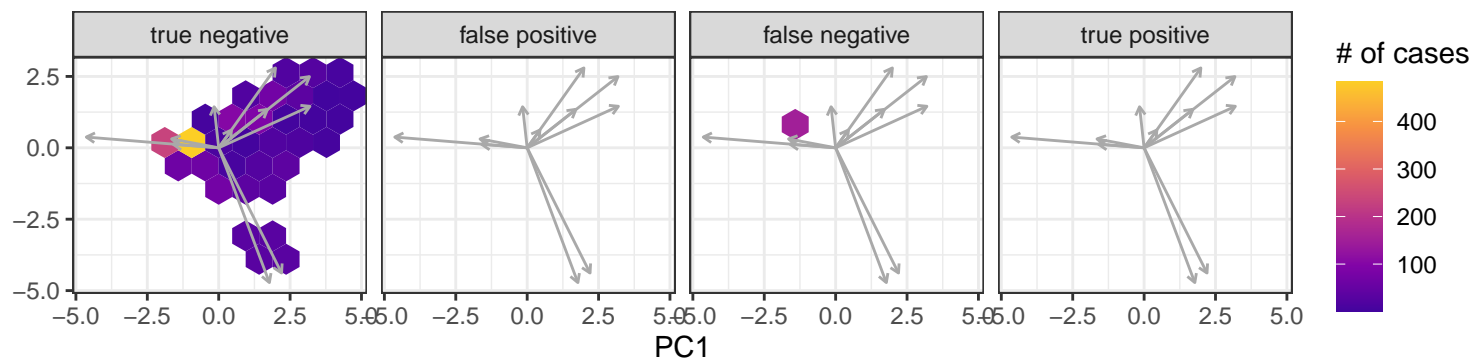 true negative
false positive
false negative
true positive
# of cases
400
300
200
100
2.5
0.0
−2.5
−5.0
−5.0 −2.5 0.0 2.5 5.0
−5.0 −2.5 0.0 2.5 5.0
−5.0 −2.5 0.0 2.5 5.0
−5.0 −2.5 0.0 2.5 5.0
PC1